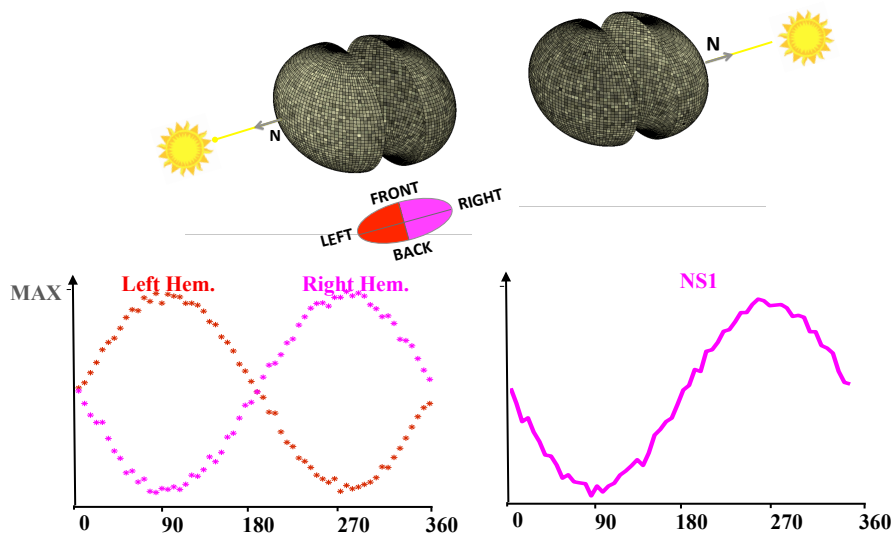 N
N
FRONT
RIGHT
LEFT
BACK
Left Hem.
Right Hem.
NS1
MAX
0
90
180
270
360
0
90
180
270
360